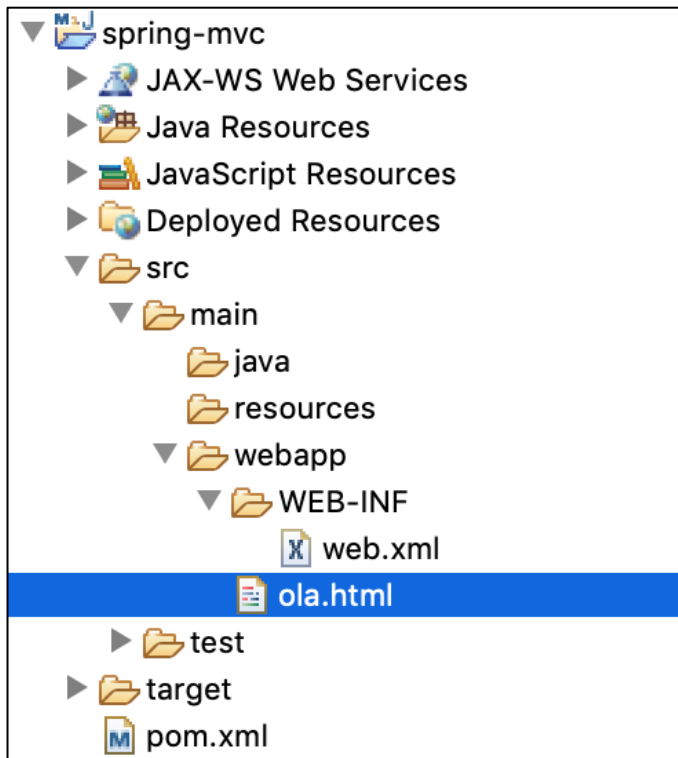 spring-mvc
JAX-WS Web Services
Java Resources
JavaScript Resources
Deployed Resources
src
main
java
resources
webapp
WEB-INF
web.xml
ola.html
test
target
pom.xml